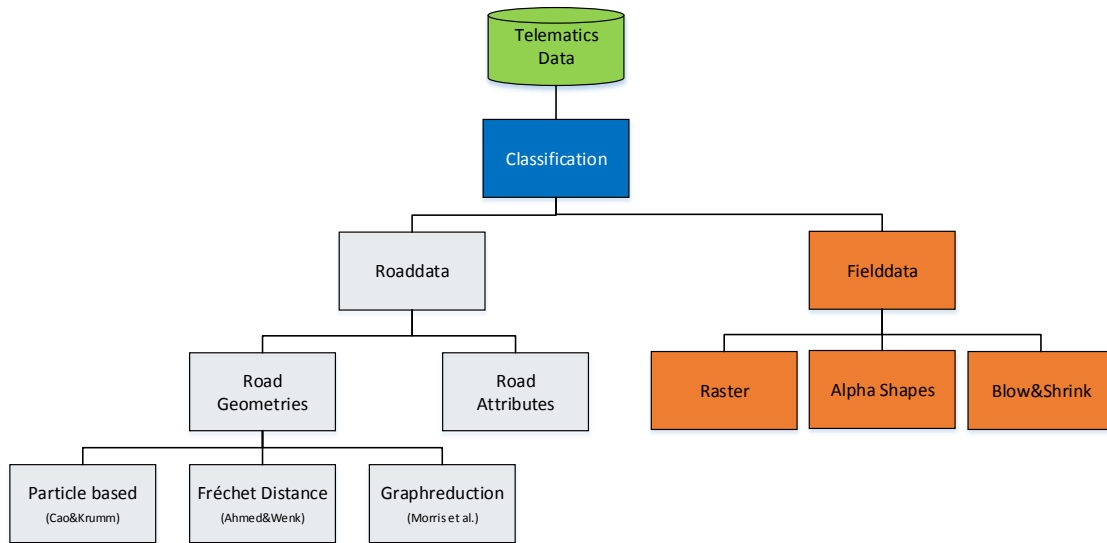 Telematics
Data
Classification
Roaddata
Fielddata
Road
Geometries
Road
Attributes
Raster
Alpha Shapes
Blow&Shrink
Particle based
(Cao&Krumm)
Fréchet Distance
(Ahmed&Wenk)
Graphreduction
(Morris et al.)